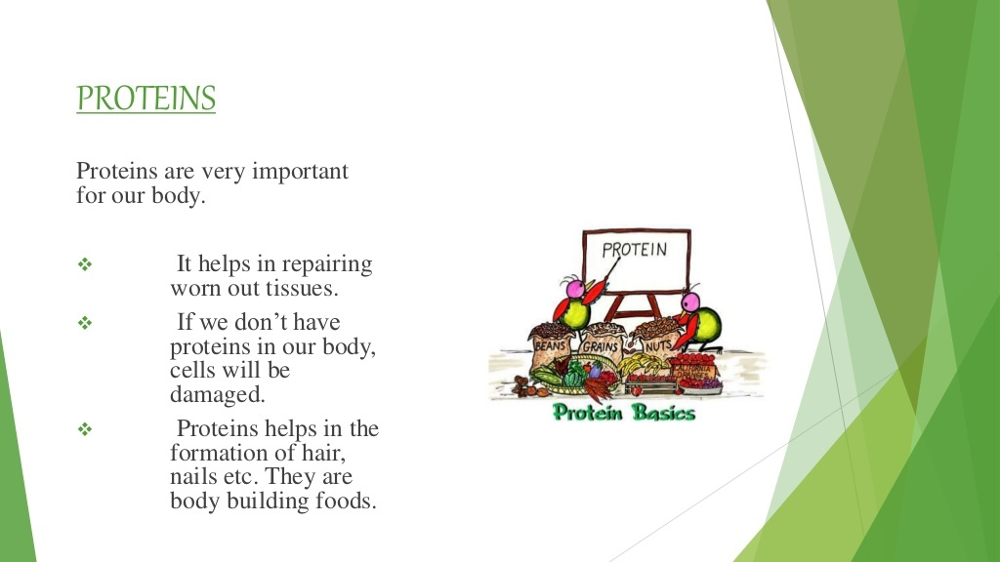 PROTEINS
Proteins are very important
for our body.
❖ It helps in repairing
worn out tissues.
❖ If we don’t have
proteins in our body,
cells will be
damaged.
❖ Proteins helps in the
formation of hair,
nails etc. They are
body building foods.
PROTEIN
BEANS
GRAINS
NUTS
CALIFORNIA
ORANGES
Protein Basics